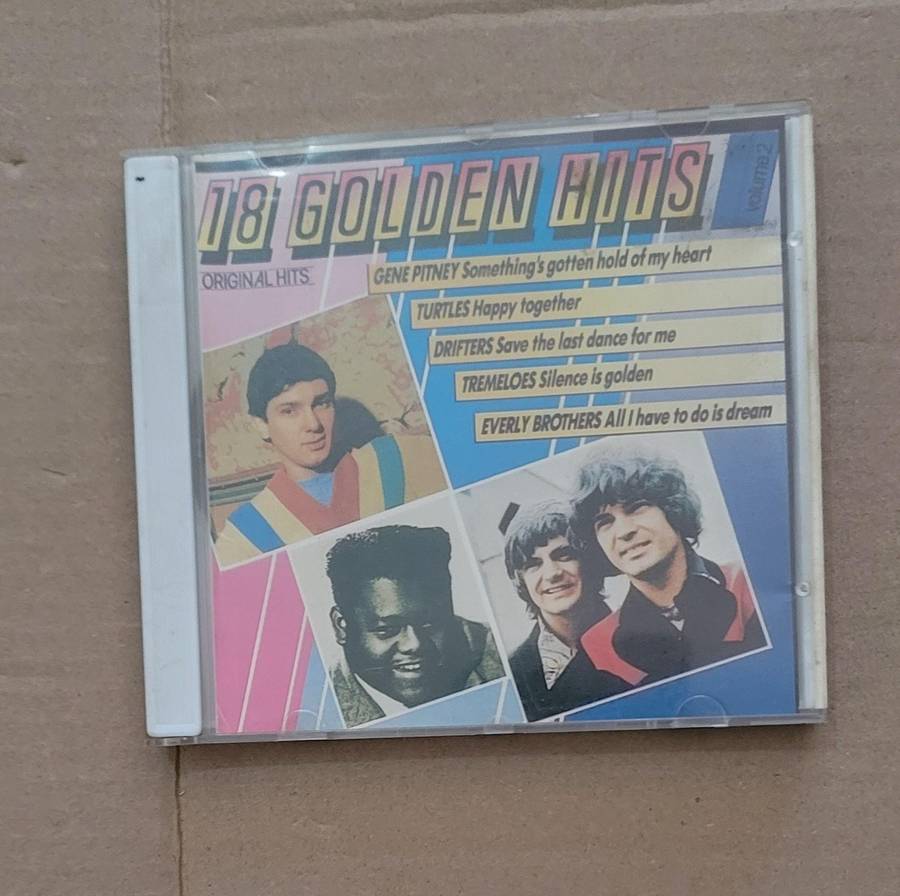 18 GOLDEN HITS
volume 2
ORIGINAL HITS
GENE PITNEY Something's gotten hold of my heart
TURTLES Happy together
DRIFTERS Save the last dance for me
TREMELOES Silence is golden
EVERLY BROTHERS All I have to do is dream